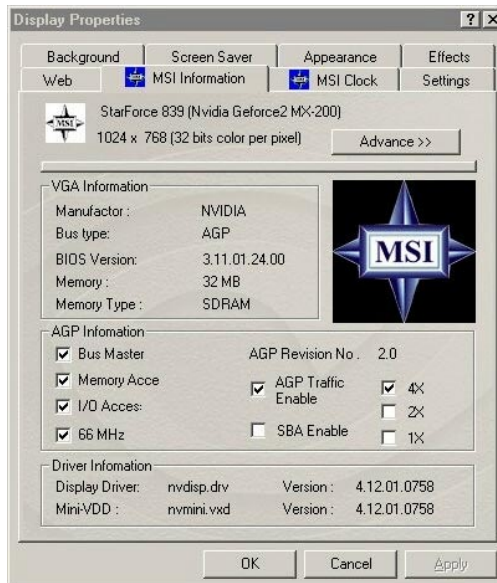 Display Properties
Background Screen Saver Appearance Effects
Web MSI Information MSI Clock Settings
MSI
StarForce 839 (Nvidia Geforce2 MX-200)
1024 x 768 (32 bits color per pixel)
Advance >>
VGA Information
Manufactor : NVIDIA
Bus type: AGP
BIOS Version: 3.11.01.24.00
Memory : 32 MB
Memory Type : SDRAM
MSI
AGP Infomation
Bus Master AGP Revision No . 2.0
Memory Acce AGP Traffic Enable 4X
I/O Acces: 2X
66 MHz SBA Enable 1X
Driver Infomation
Display Driver: nvdisp.drv Version : 4.12.01.0758
Mini-VDD : nvmini.vxd Version : 4.12.01.0758
OK Cancel Apply